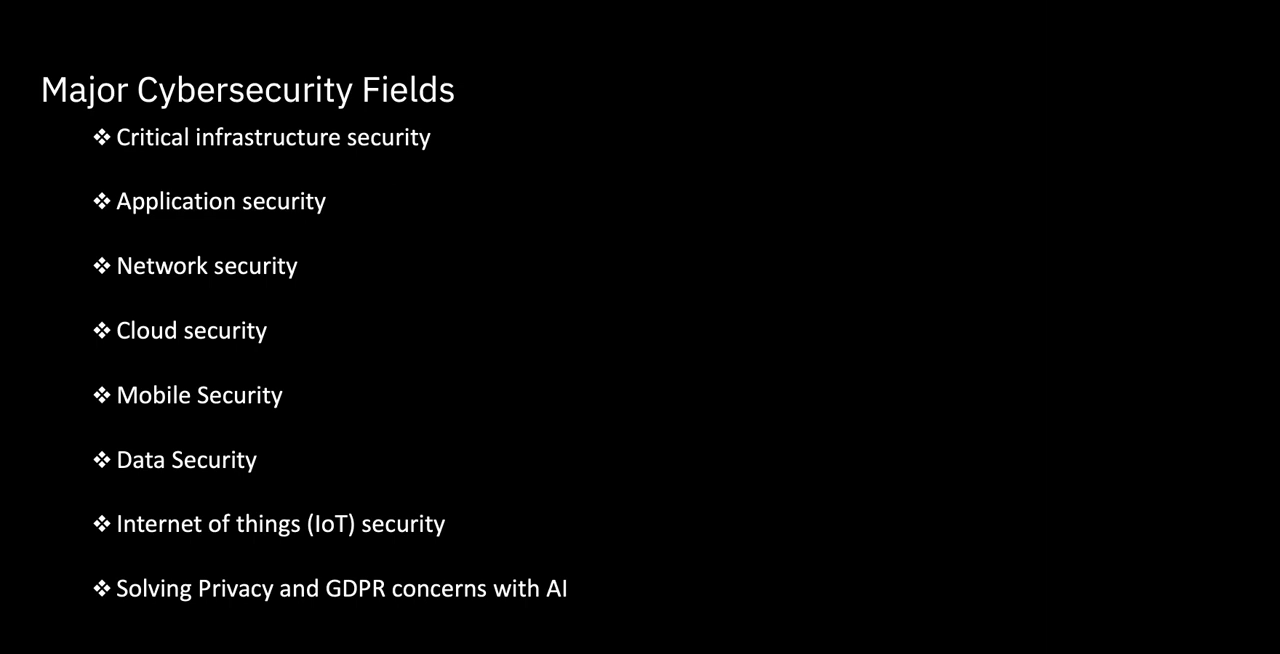 Major Cybersecurity Fields
❖ Critical infrastructure security
❖ Application security
❖ Network security
❖ Cloud security
❖ Mobile Security
❖ Data Security
❖ Internet of things (IoT) security
❖ Solving Privacy and GDPR concerns with AI